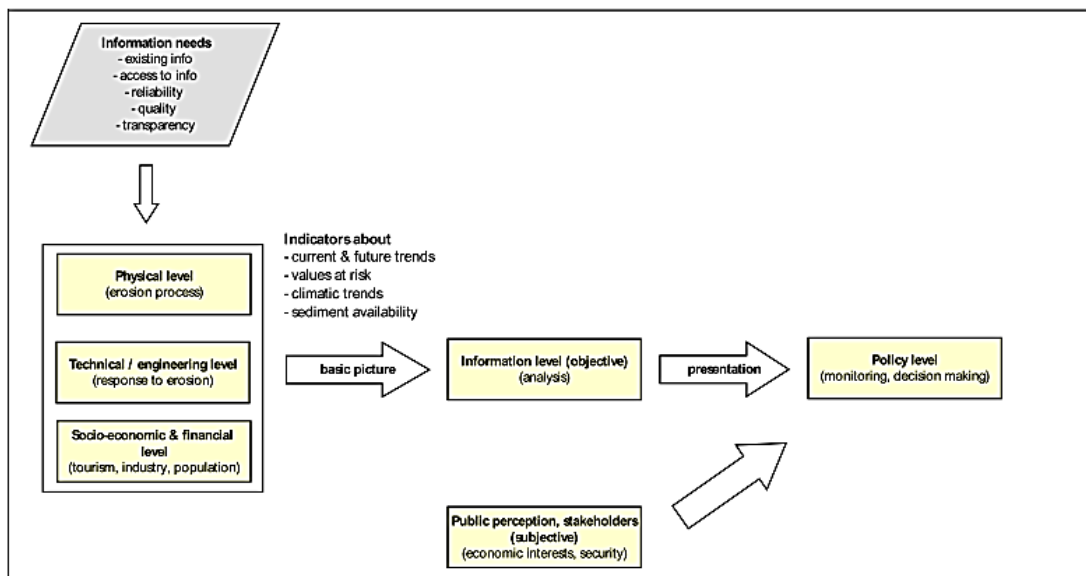 Information needs
- existing info
- access to info
- reliability
- quality
- transparency
Indicators about
- current & future trends
- values at risk
- climatic trends
- sediment availability
Physical level
(erosion process)
Technical / engineering level
(response to erosion)
Socio-economic & financial
level
(tourism, industry, population)
basic picture
Information level (objective)
(analysis)
presentation
Policy level
(monitoring, decision making)
Public perception, stakeholders
(subjective)
(economic interests, security)